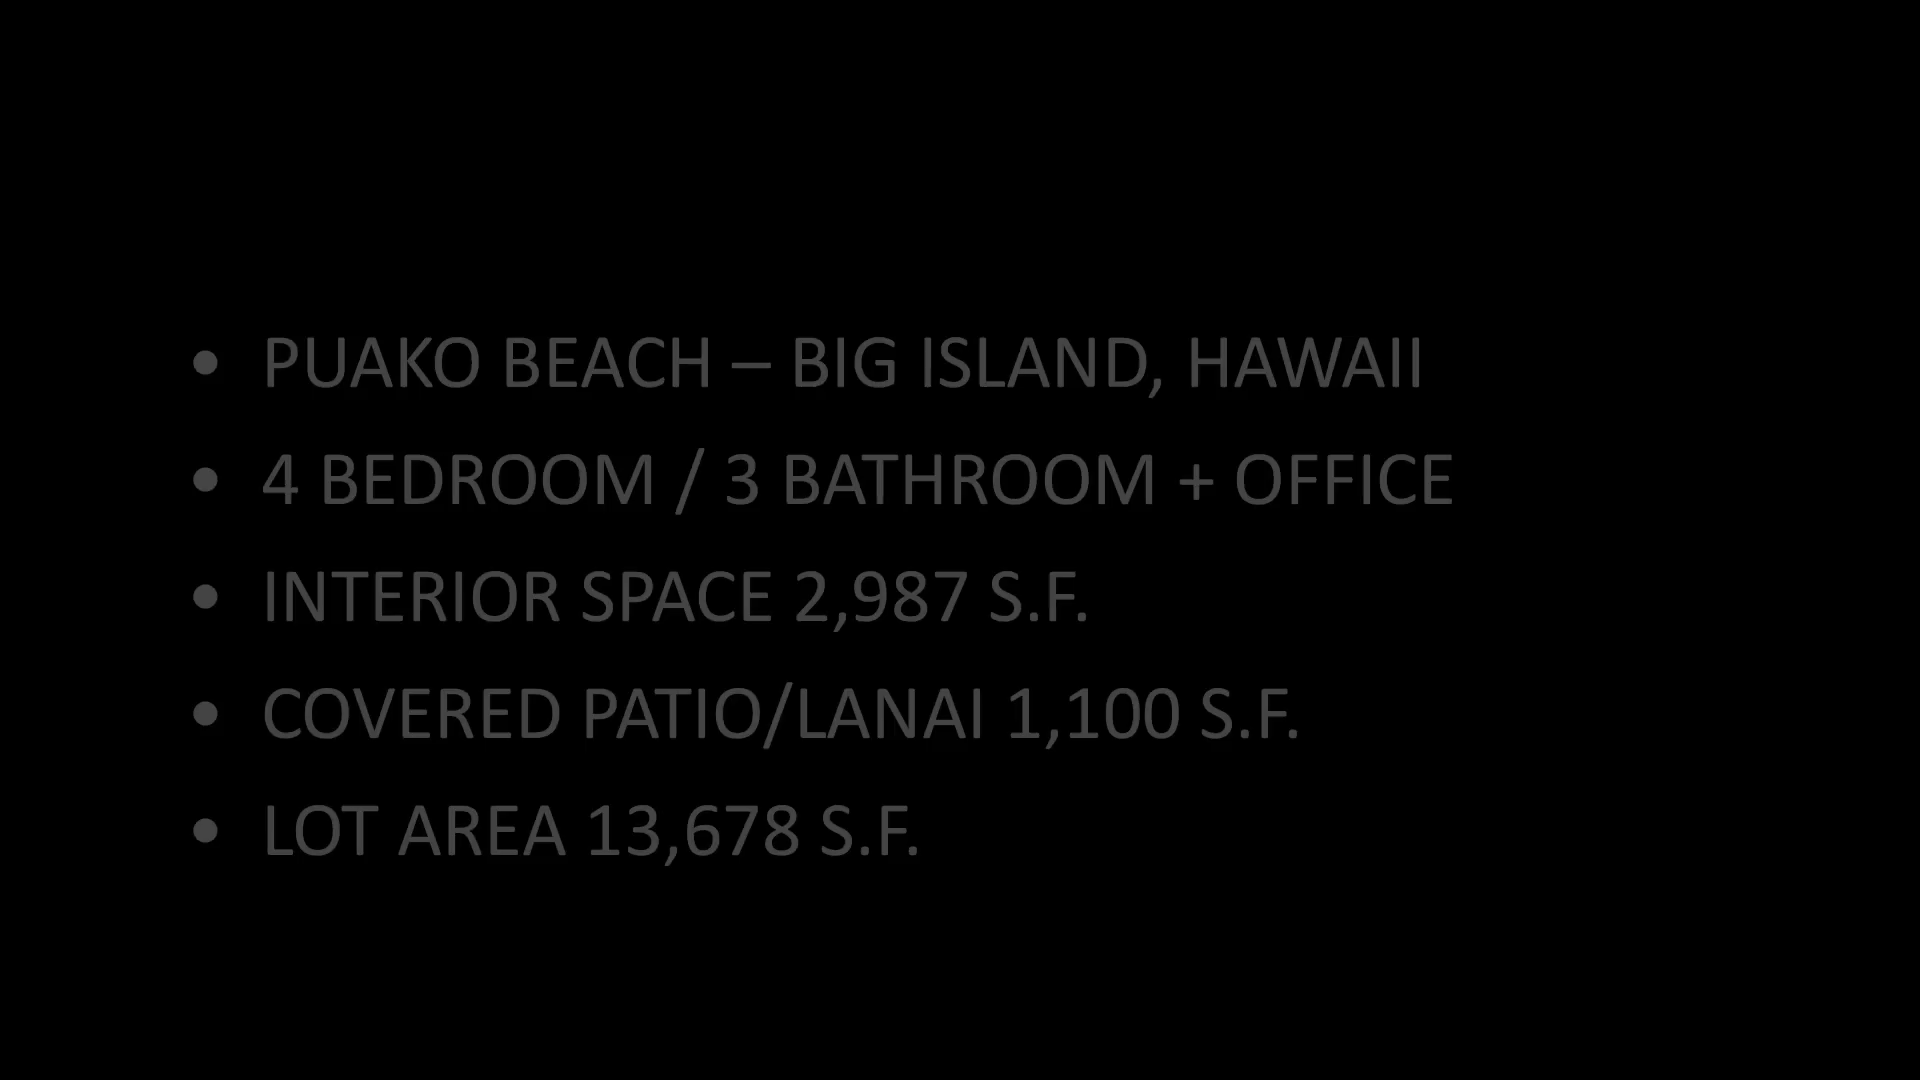 • PUAKO BEACH – BIG ISLAND, HAWAII
• 4 BEDROOM / 3 BATHROOM + OFFICE
• INTERIOR SPACE 2,987 S.F.
• COVERED PATIO/LANAI 1,100 S.F.
• LOT AREA 13,678 S.F.